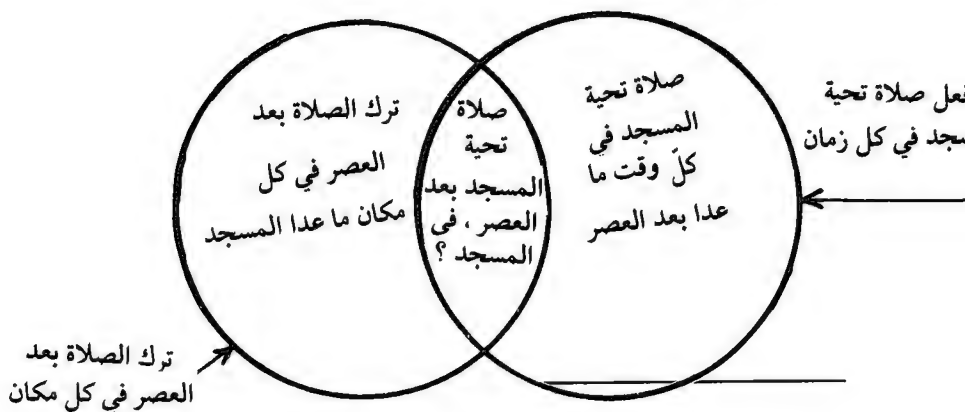 فعل صلاة تحية
سجد في كل زمان
صلاة تحية
المسجد في
كلّ وقت ما
عدا بعد العصر
صلاة
تحية
المسجد بعد
العصر ، في
المسجد ؟
ترك الصلاة بعد
العصر في كل
مكان ما عدا المسجد
ترك الصلاة بعد
العصر في كل مكان